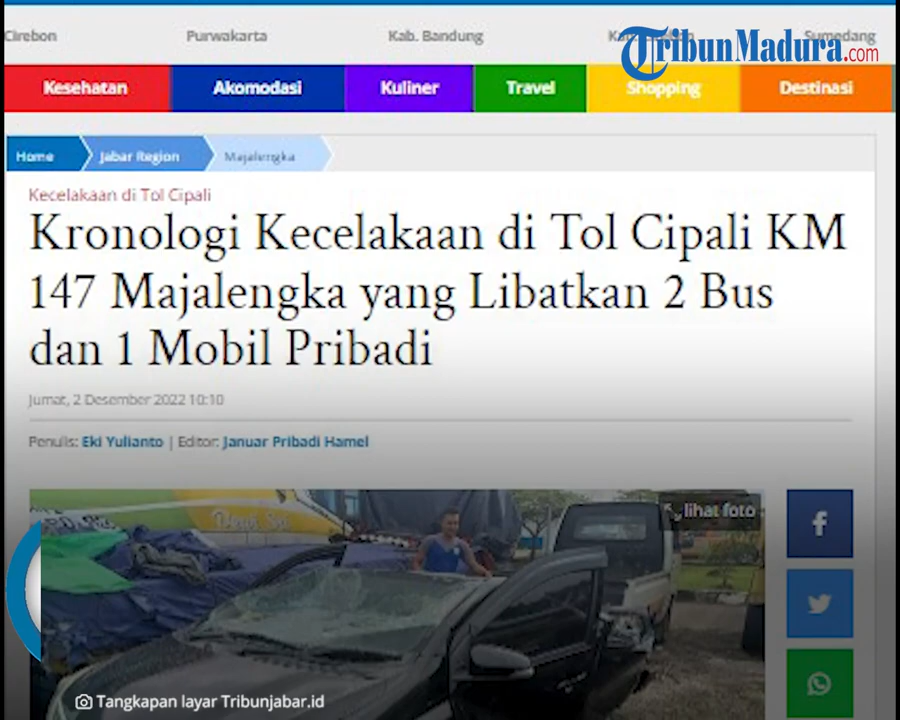 Cirebon Purwakarta Kab. Bandung Sumedang
TribunMadura.com
Kesehatan Akomodasi Kuliner Travel Shopping Destinasi
Home Jabar Region Majalengka
Kecelakaan di Tol Cipali
Kronologi Kecelakaan di Tol Cipali KM
147 Majalengka yang Libatkan 2 Bus
dan 1 Mobil Pribadi
Jumat, 2 Desember 2022 10:10
Penulis: Eki Yulianto | Editor: Januar Pribadi Hamel
lihat foto
Tangkapan layar Tribunjabar.id